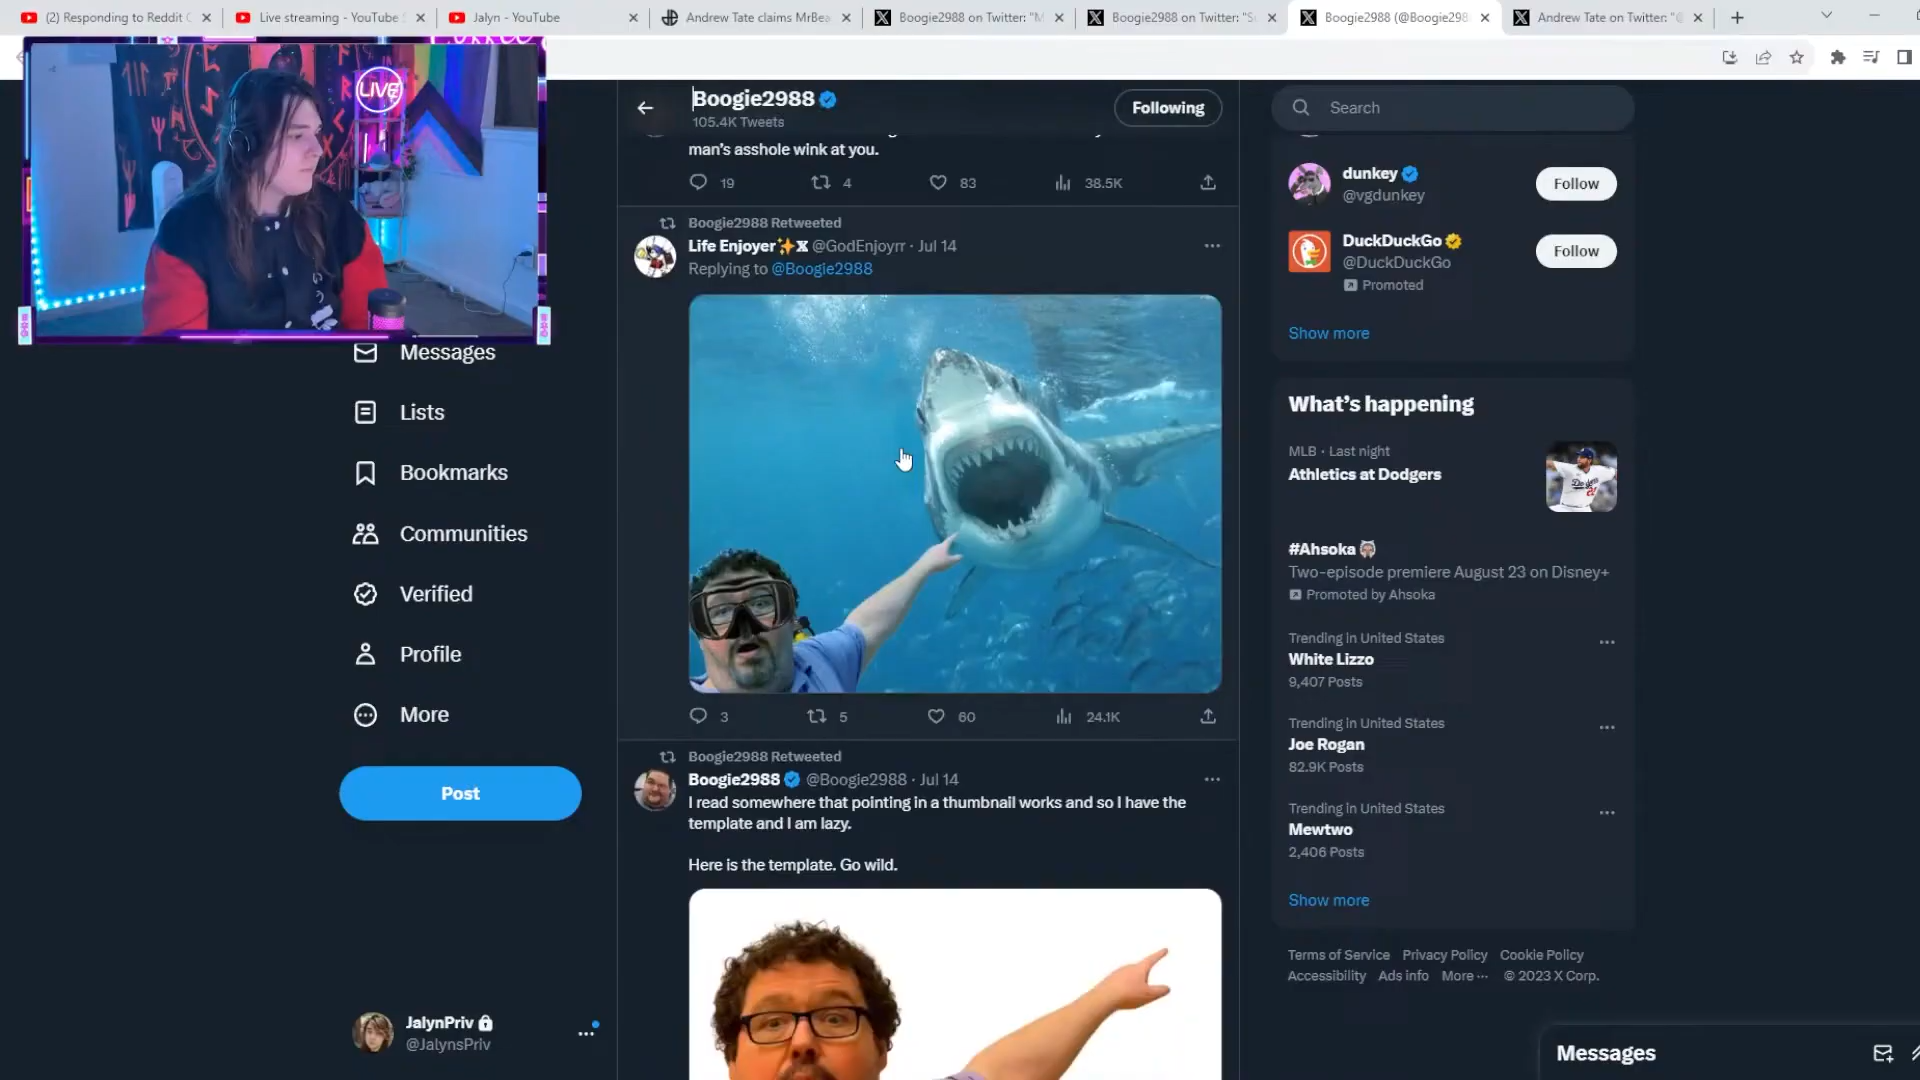 (2) Responding to Reddit C
Live streaming - YouTube
Jalyn - YouTube
Andrew Tate claims MrBea
Boogie2988 on Twitter: "M
Boogie2988 on Twitter: "Su
Boogie2988 (@Boogie298
Andrew Tate on Twitter: "@
LIVE
Messages
Lists
Bookmarks
Communities
Verified
Profile
More
Post
JalynPriv
@JalynsPriv
Boogie2988
105.4K Tweets
Following
man's asshole wink at you.
19 4 83 38.5K
Boogie2988 Retweeted
Life Enjoyer✨X @GodEnjoyrr · Jul 14
Replying to @Boogie2988
3 5 60 24.1K
Boogie2988 Retweeted
Boogie2988 @Boogie2988 · Jul 14
I read somewhere that pointing in a thumbnail works and so I have the
template and I am lazy.
Here is the template. Go wild.
Search
dunkey
@vgdunkey
Follow
DuckDuckGo
@DuckDuckGo
Promoted
Follow
Show more
What's happening
MLB · Last night
Athletics at Dodgers
#Ahsoka
Two-episode premiere August 23 on Disney+
Promoted by Ahsoka
Trending in United States
White Lizzo
9,407 Posts
Trending in United States
Joe Rogan
82.9K Posts
Trending in United States
Mewtwo
2,406 Posts
Show more
Terms of Service Privacy Policy Cookie Policy
Accessibility Ads info More ··· © 2023 X Corp.
Messages